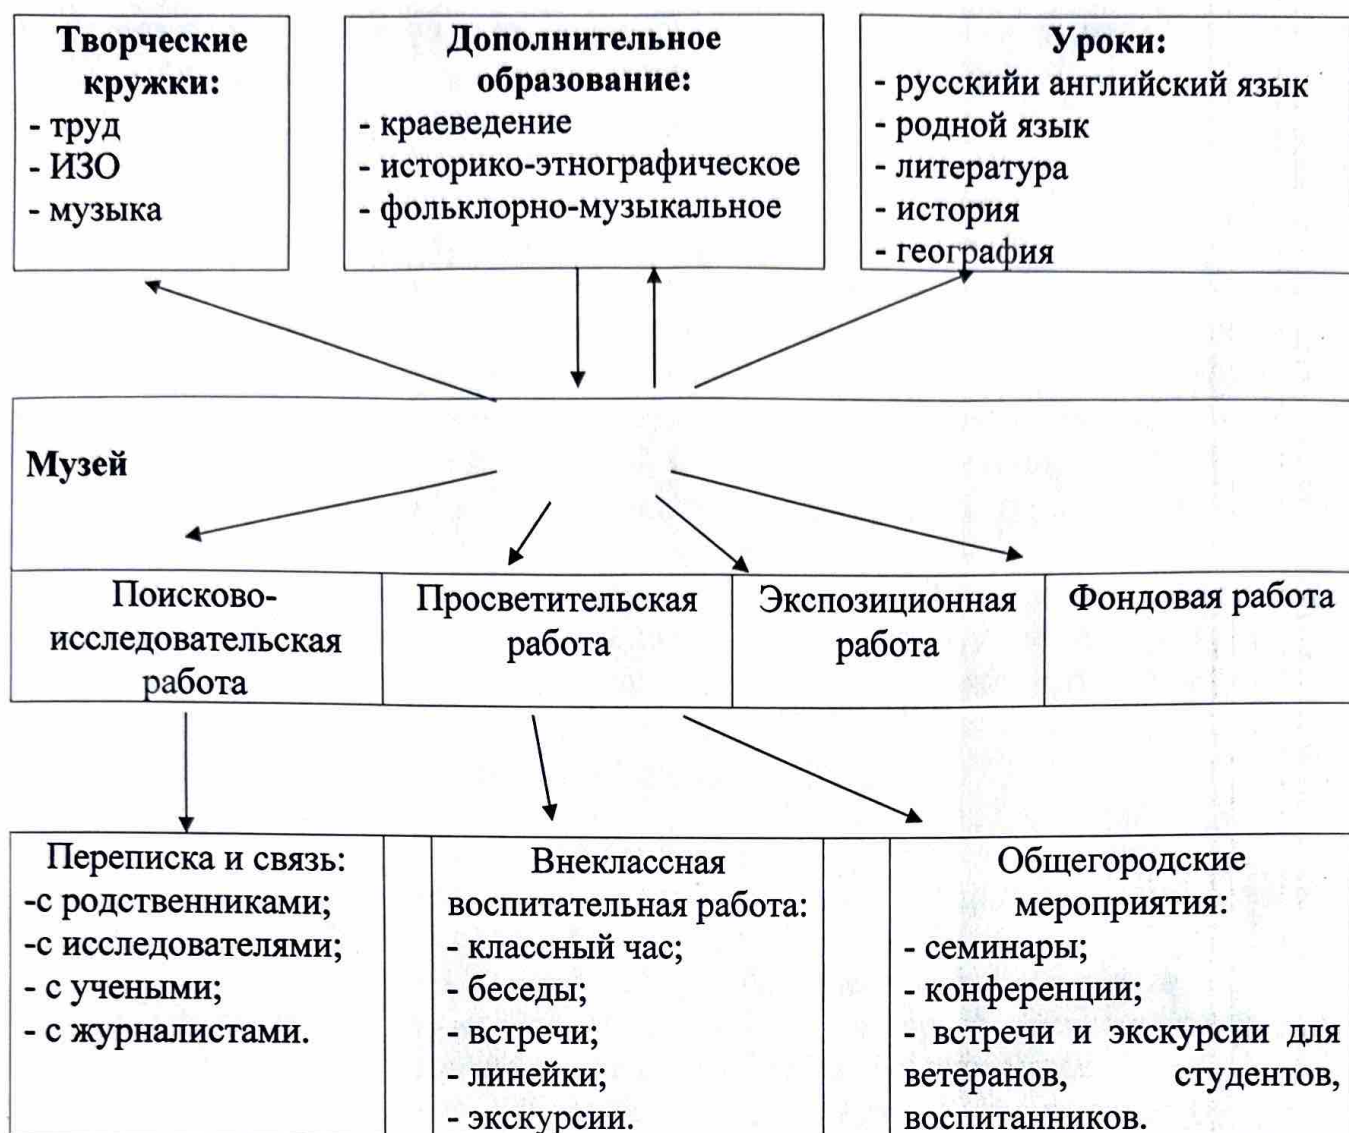 Творческие
кружки:
- труд
- ИЗО
- музыка
Дополнительное
образование:
- краеведение
- историко-этнографическое
- фольклорно-музыкальное
Уроки:
- русскийи английский язык
- родной язык
- литература
- история
- география
Музей
Поисково-
исследовательская
работа
Просветительская
работа
Экспозиционная
работа
Фондовая работа
Переписка и связь:
-с родственниками;
-с исследователями;
- с учеными;
- с журналистами.
Внеклассная
воспитательная работа:
- классный час;
- беседы;
- встречи;
- линейки;
- экскурсии.
Общегородские
мероприятия:
- семинары;
- конференции;
- встречи и экскурсии для
ветеранов, студентов,
воспитанников.